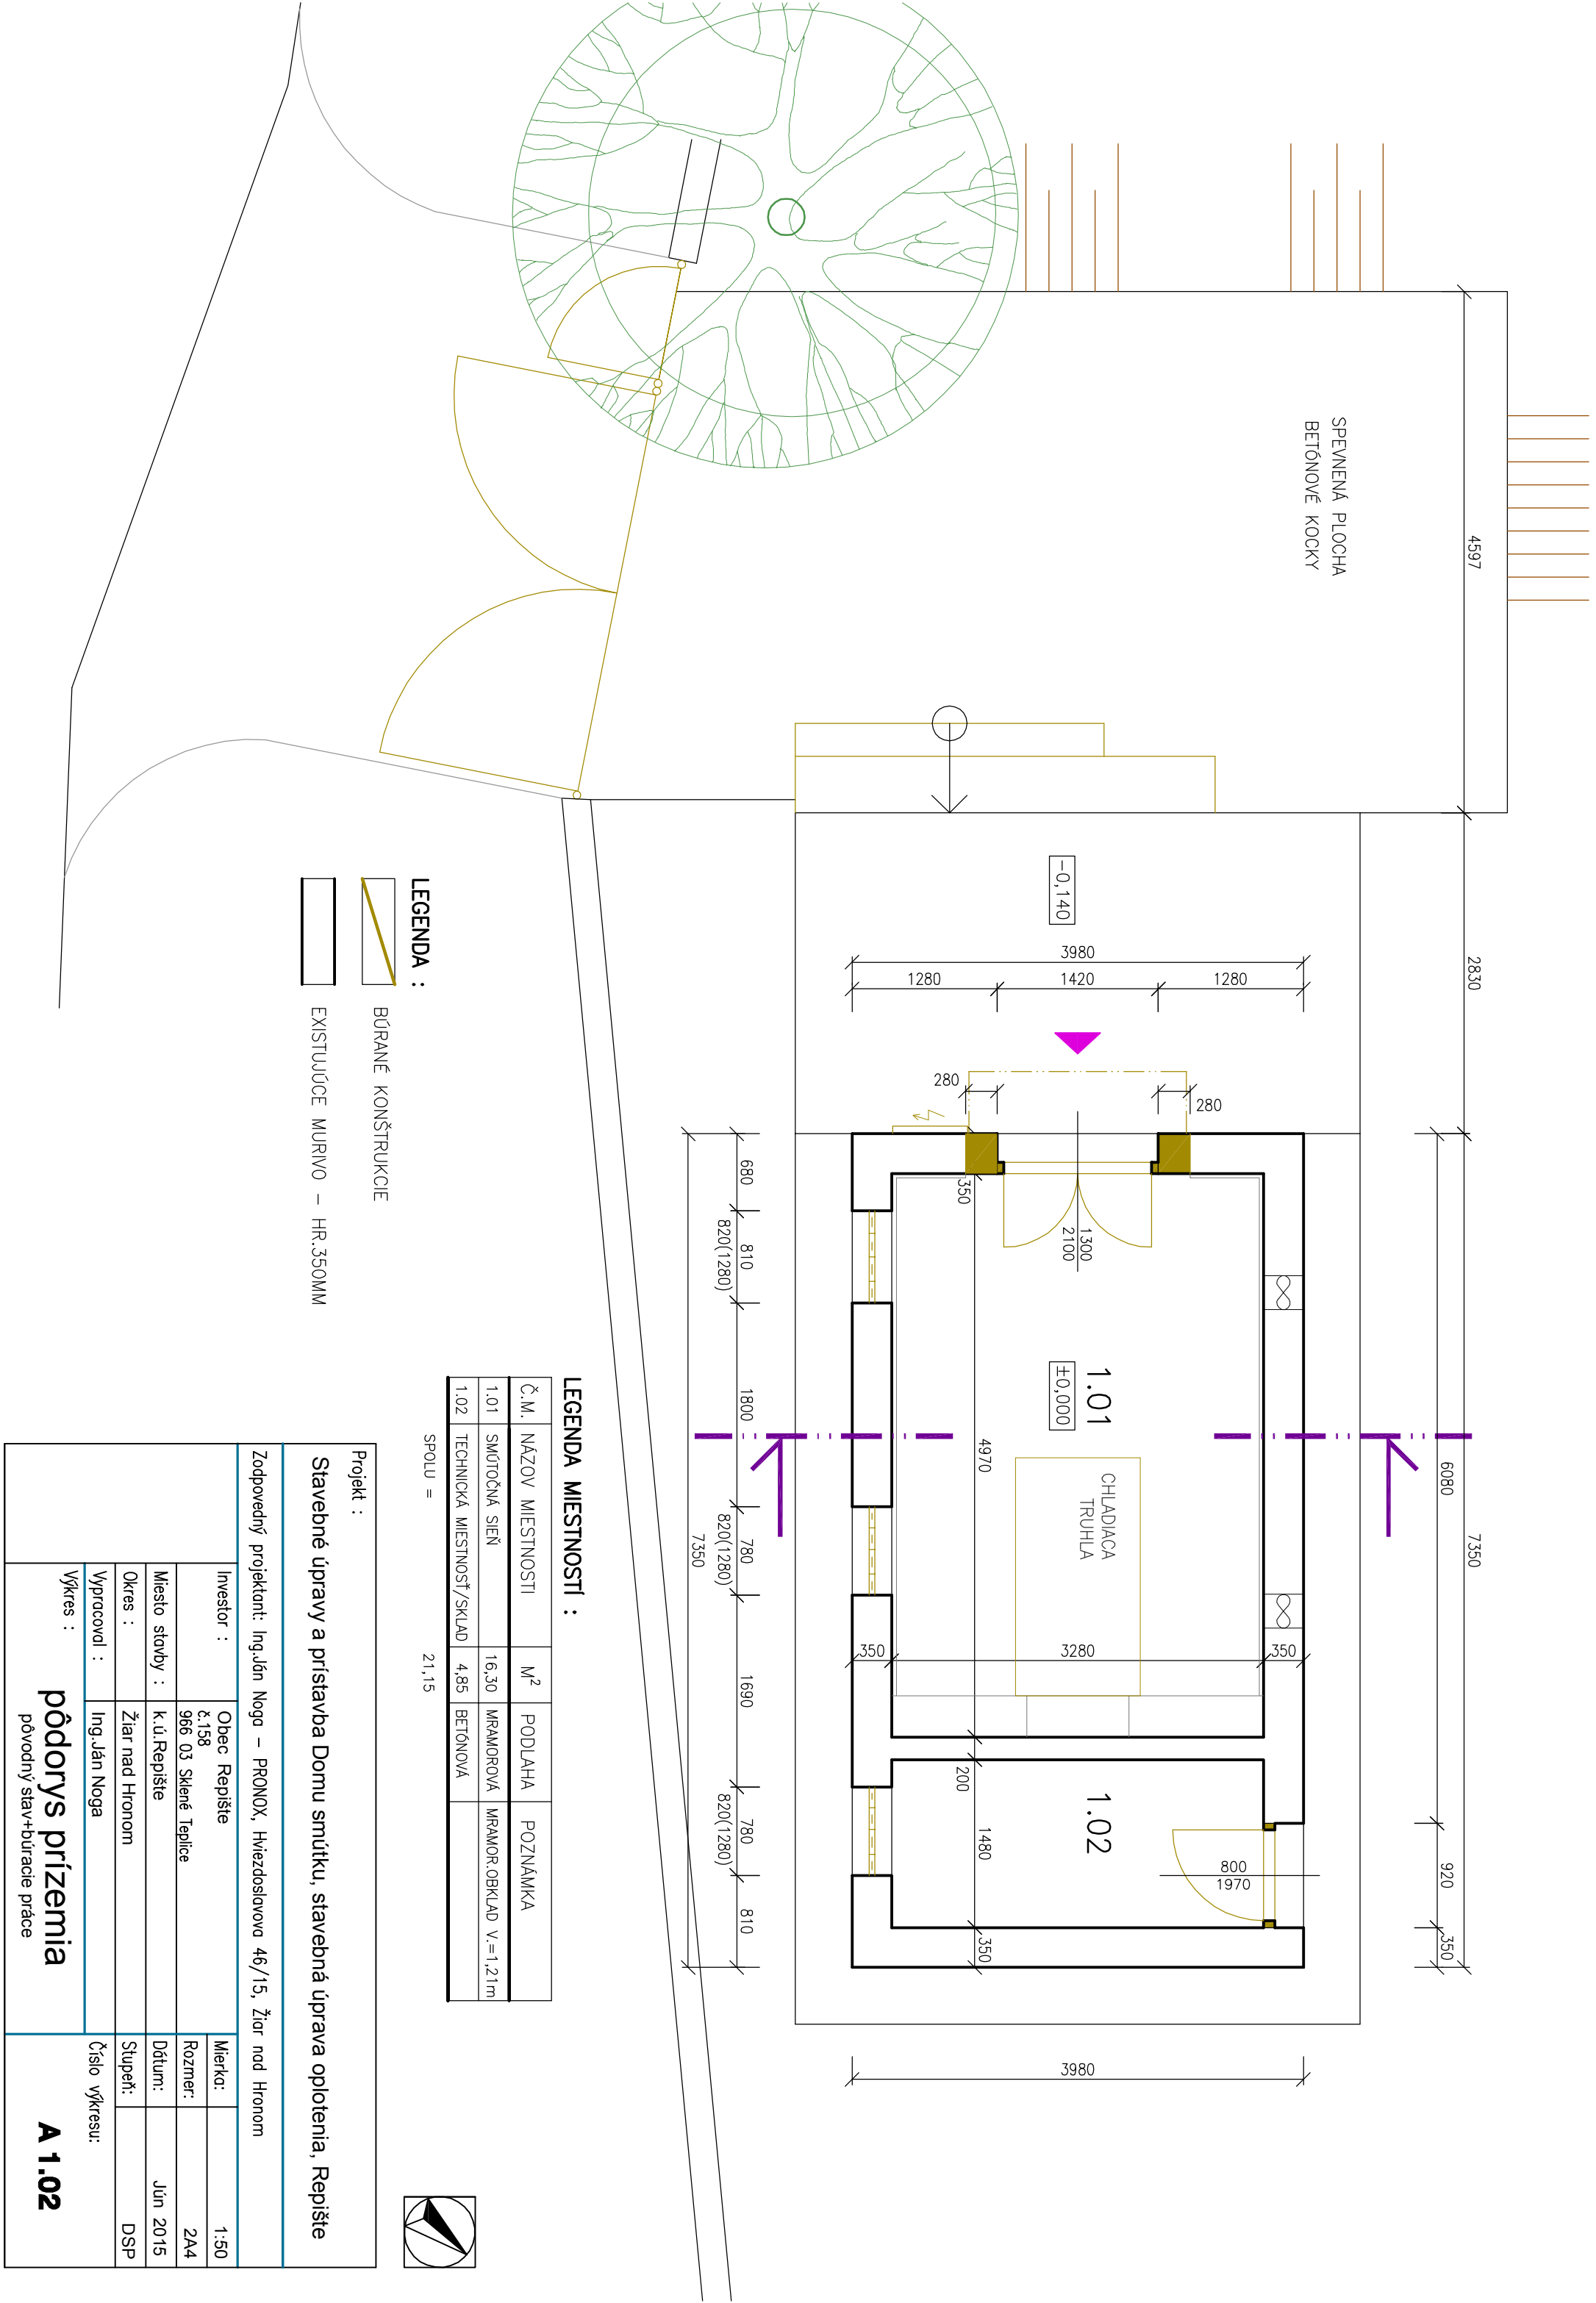 SPEVNENÁ PLOCHA
BETÓNOVÉ KOCKY
4597
2830
7350
6080
920
350
-0,140
3980
1280
1420
1280
280
280
350
1300
2100
1.01
±0,000
CHLADIACA
TRUHLA
4970
350
3280
350
200
1.02
1480
350
800
1970
680
810
820(1280)
1800
780
820(1280)
1690
780
820(1280)
810
7350
3980
LEGENDA :
BÚRANÉ KONŠTRUKCIE
EXISTUJÚCE MURIVO - HR.350MM
LEGENDA MIESTNOSTÍ :
Č.M. NÁZOV MIESTNOSTI M² PODLAHA POZNÁMKA
1.01 SMÚTOČNÁ SIEŇ 16,30 MRAMOROVÁ MRAMOR.OBKLAD V.=1,21m
1.02 TECHNICKÁ MIESTNOSŤ/SKLAD 4,85 BETÓNOVÁ
SPOLU = 21,15
Projekt :
Stavebné úpravy a prístavba Domu smútku, stavebná úprava oplotenia, Repište
Zodpovedný projektant: Ing.Ján Noga - PRONOX, Hviezdoslavova 46/15, Žiar nad Hronom
Investor : Obec Repište
č.158
966 03 Sklené Teplice
Miesto stavby : k.ú.Repište
Okres : Žiar nad Hronom
Vypracoval : Ing.Ján Noga
Mierka: 1:50
Rozmer: 2A4
Dátum: Jún 2015
Stupeň: DSP
Výkres :
pôdorys prízemia
pôvodný stav+búracie práce
Číslo výkresu:
A 1.02